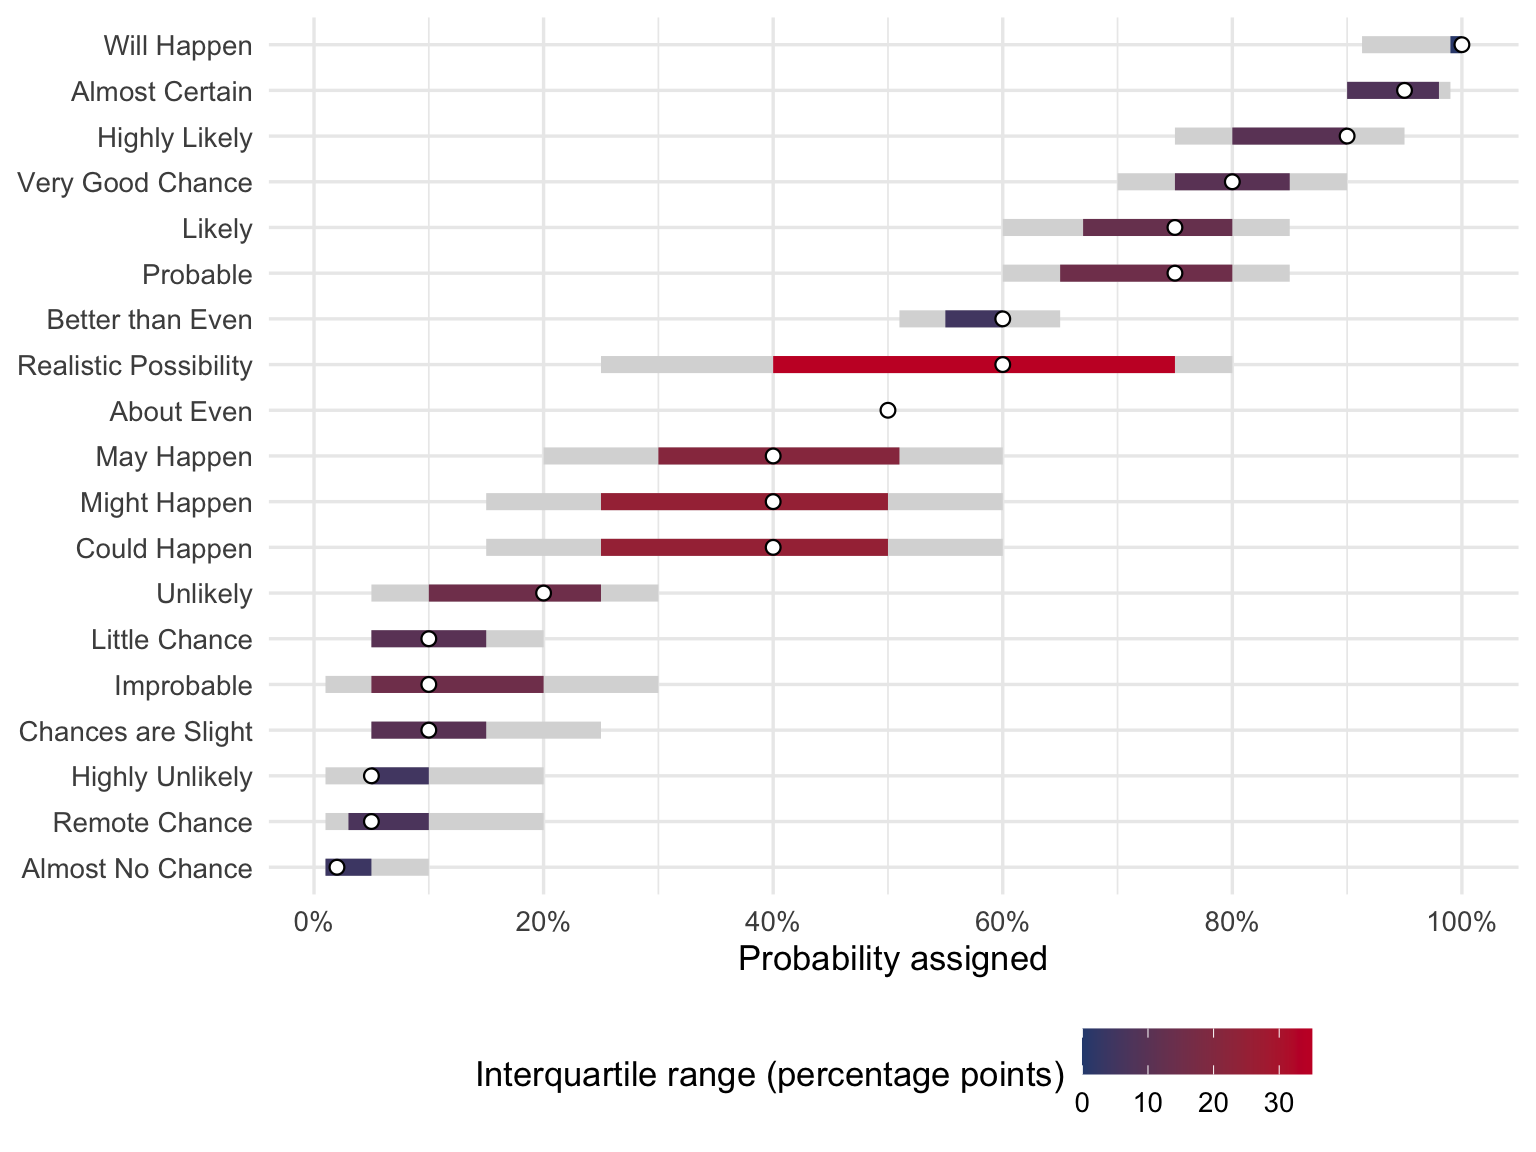 Will Happen
Almost Certain
Highly Likely
Very Good Chance
Likely
Probable
Better than Even
Realistic Possibility
About Even
May Happen
Might Happen
Could Happen
Unlikely
Little Chance
Improbable
Chances are Slight
Highly Unlikely
Remote Chance
Almost No Chance
0% 20% 40% 60% 80% 100%
Probability assigned
Interquartile range (percentage points)
0 10 20 30